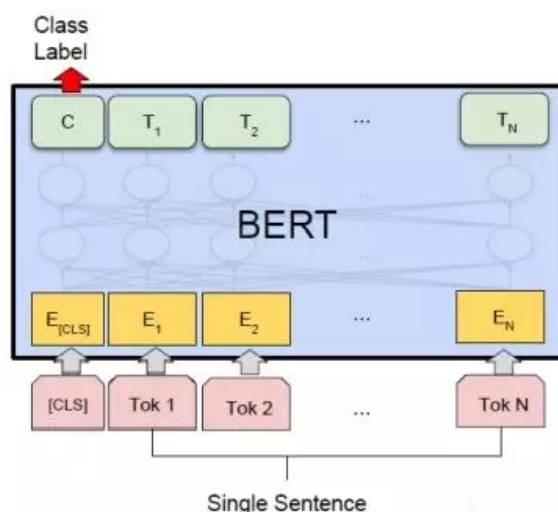 Class
Label
C T1 T2 ... TN
BERT
E[CLS] E1 E2 ... EN
[CLS] Tok 1 Tok 2 ... Tok N
Single Sentence